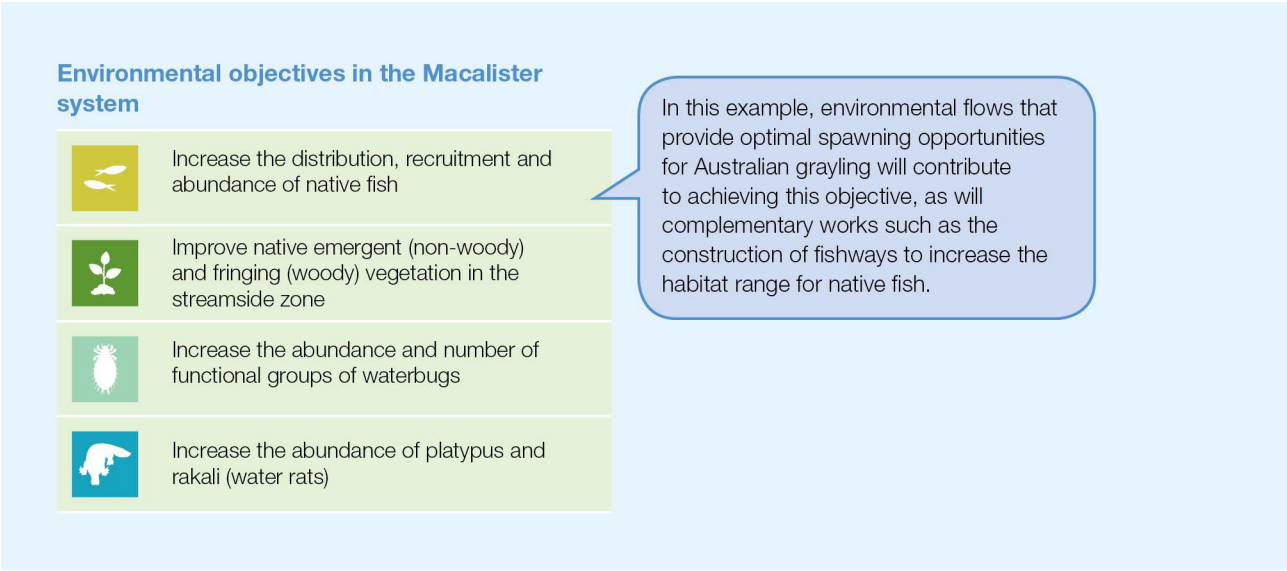 Environmental objectives in the Macalister
system
Increase the distribution, recruitment and
abundance of native fish
Improve native emergent (non-woody)
and fringing (woody) vegetation in the
streamside zone
Increase the abundance and number of
functional groups of waterbugs
Increase the abundance of platypus and
rakali (water rats)
In this example, environmental flows that
provide optimal spawning opportunities
for Australian grayling will contribute
to achieving this objective, as will
complementary works such as the
construction of fishways to increase the
habitat range for native fish.